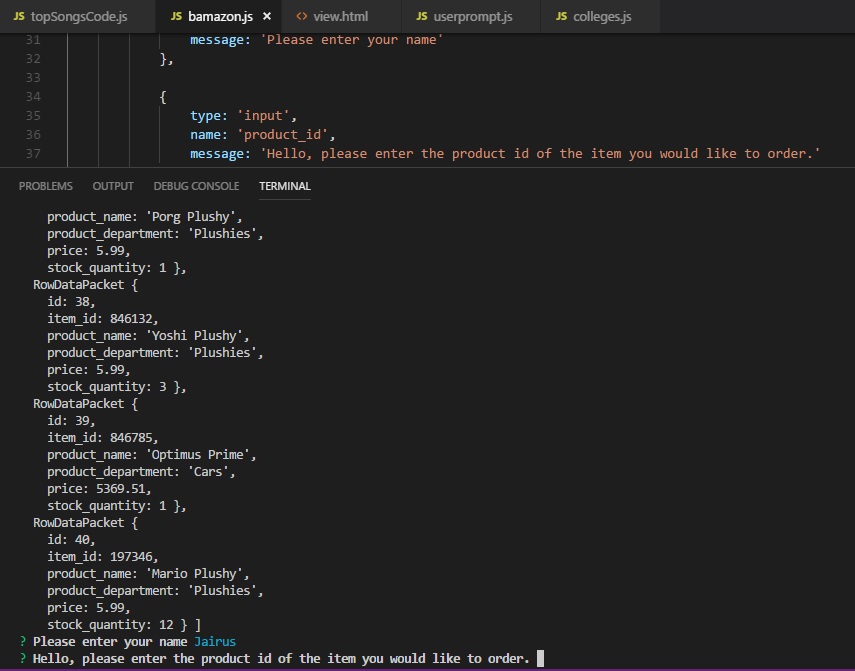 JS topSongsCode.js JS bamazon.js × <> view.html JS userprompt.js JS colleges.js
31 message: 'Please enter your name'
32 },
33
34 {
35 type: 'input',
36 name: 'product_id',
37 message: 'Hello, please enter the product id of the item you would like to order.'
PROBLEMS OUTPUT DEBUG CONSOLE TERMINAL
product_name: 'Porg Plushy',
product_department: 'Plushies',
price: 5.99,
stock_quantity: 1 },
RowDataPacket {
id: 38,
item_id: 846132,
product_name: 'Yoshi Plushy',
product_department: 'Plushies',
price: 5.99,
stock_quantity: 3 },
RowDataPacket {
id: 39,
item_id: 846785,
product_name: 'Optimus Prime',
product_department: 'Cars',
price: 5369.51,
stock_quantity: 1 },
RowDataPacket {
id: 40,
item_id: 197346,
product_name: 'Mario Plushy',
product_department: 'Plushies',
price: 5.99,
stock_quantity: 12 } ]
? Please enter your name Jairus
? Hello, please enter the product id of the item you would like to order.